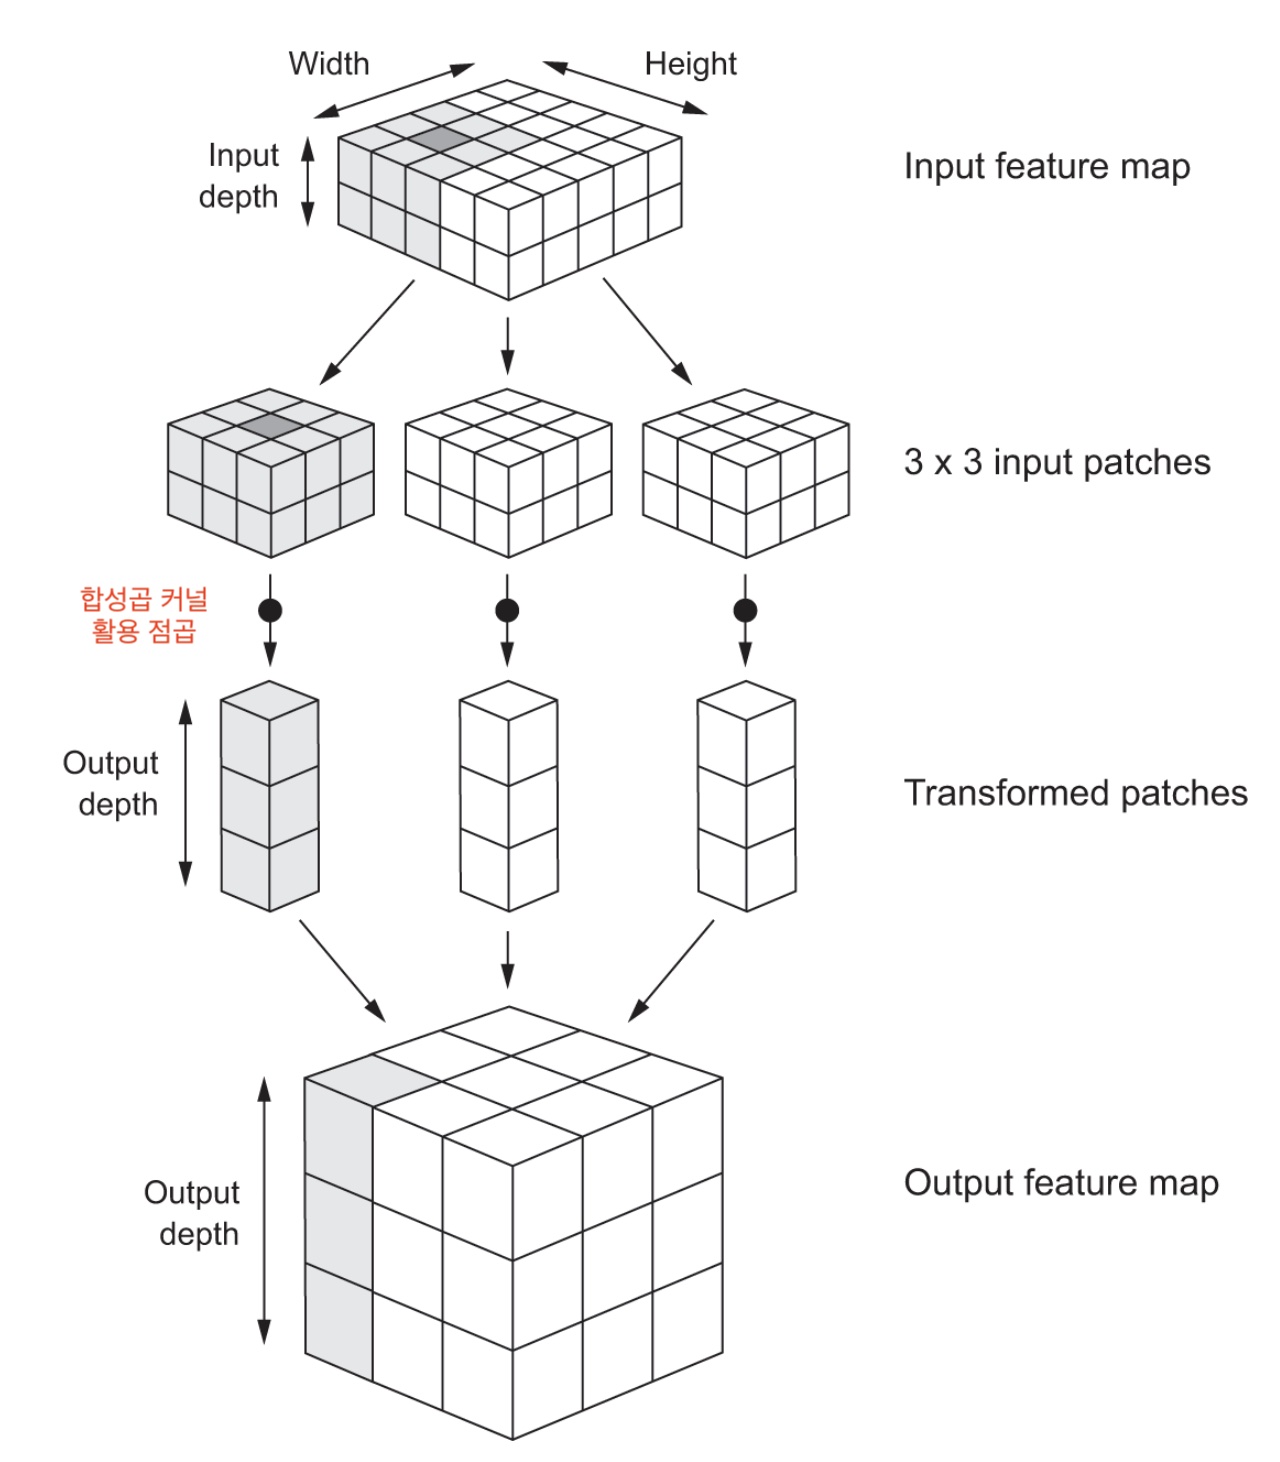 Width
Height
Input
depth
Input feature map
3 x 3 input patches
합성곱 커널
활용 점곱
Output
depth
Transformed patches
Output
depth
Output feature map